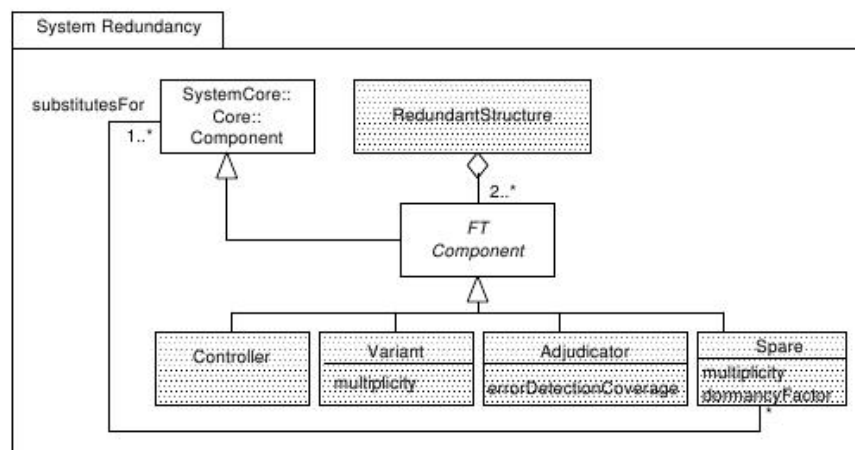 System Redundancy
substitutesFor
1..*
SystemCore::
Core::
Component
RedundantStructure
2..*
FT
Component
Controller
Variant
multiplicity
Adjudicator
errorDetectionCoverage
Spare
multiplicity
dormancyFactor
*